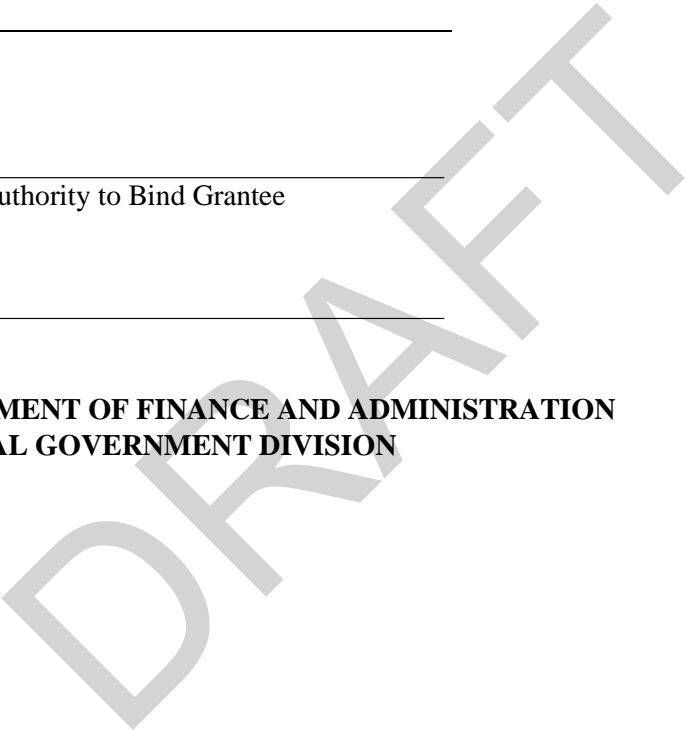 uthority to Bind Grantee
MENT OF FINANCE AND ADMINISTRATION
AL GOVERNMENT DIVISION
DRAFT